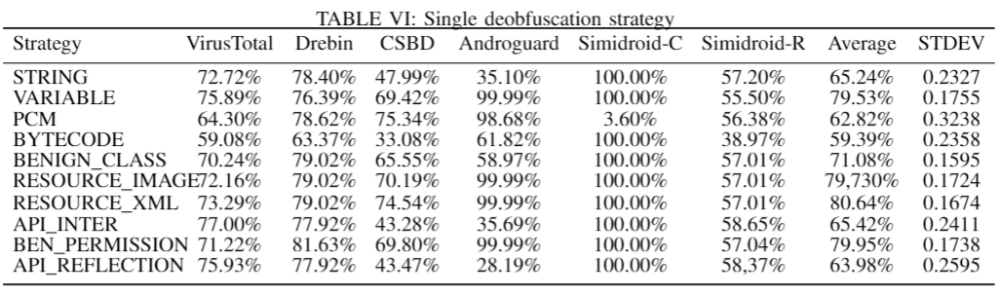 TABLE VI: Single deobfuscation strategy
Strategy VirusTotal Drebin CSBD Androguard Simidroid-C Simidroid-R Average STDEV
STRING 72.72% 78.40% 47.99% 35.10% 100.00% 57.20% 65.24% 0.2327
VARIABLE 75.89% 76.39% 69.42% 99.99% 100.00% 55.50% 79.53% 0.1755
PCM 64.30% 78.62% 75.34% 98.68% 3.60% 56.38% 62.82% 0.3238
BYTECODE 59.08% 63.37% 33.08% 61.82% 100.00% 38.97% 59.39% 0.2358
BENIGN_CLASS 70.24% 79.02% 65.55% 58.97% 100.00% 57.01% 71.08% 0.1595
RESOURCE_IMAGE72.16% 79.02% 70.19% 99.99% 100.00% 57.01% 79,730% 0.1724
RESOURCE_XML 73.29% 79.02% 74.54% 99.99% 100.00% 57.01% 80.64% 0.1674
API_INTER 77.00% 77.92% 43.28% 35.69% 100.00% 58.65% 65.42% 0.2411
BEN_PERMISSION 71.22% 81.63% 69.80% 99.99% 100.00% 57.04% 79.95% 0.1738
API_REFLECTION 75.93% 77.92% 43.47% 28.19% 100.00% 58,37% 63.98% 0.2595